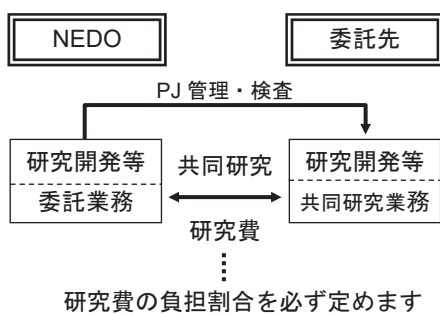 NEDO
委託先
PJ 管理・検査
研究開発等
委託業務
共同研究
研究費
研究開発等
共同研究業務
研究費の負担割合を必ず定めます